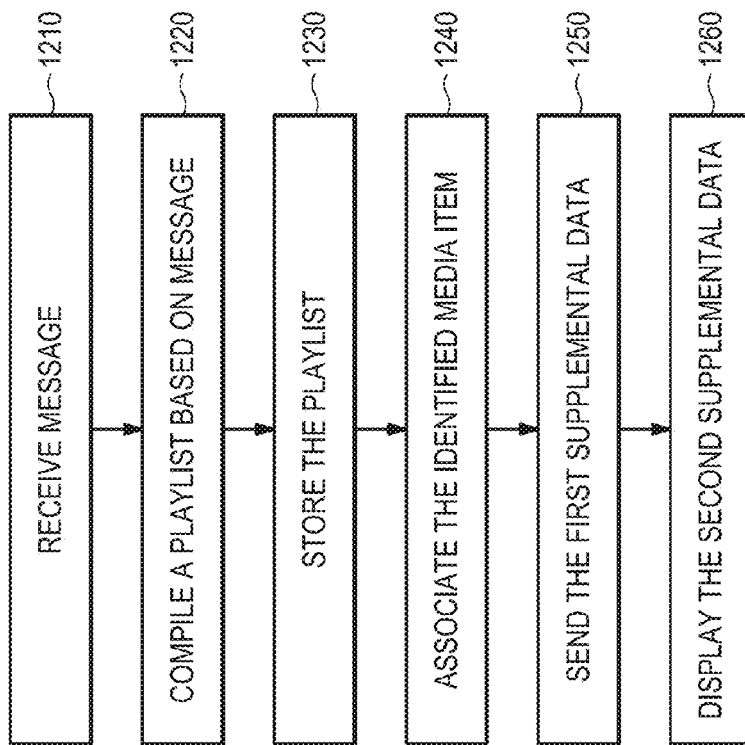 RECEIVE MESSAGE
1210
COMPILE A PLAYLIST BASED ON MESSAGE
1220
STORE THE PLAYLIST
1230
ASSOCIATE THE IDENTIFIED MEDIA ITEM
1240
SEND THE FIRST SUPPLEMENTAL DATA
1250
DISPLAY THE SECOND SUPPLEMENTAL DATA
1260